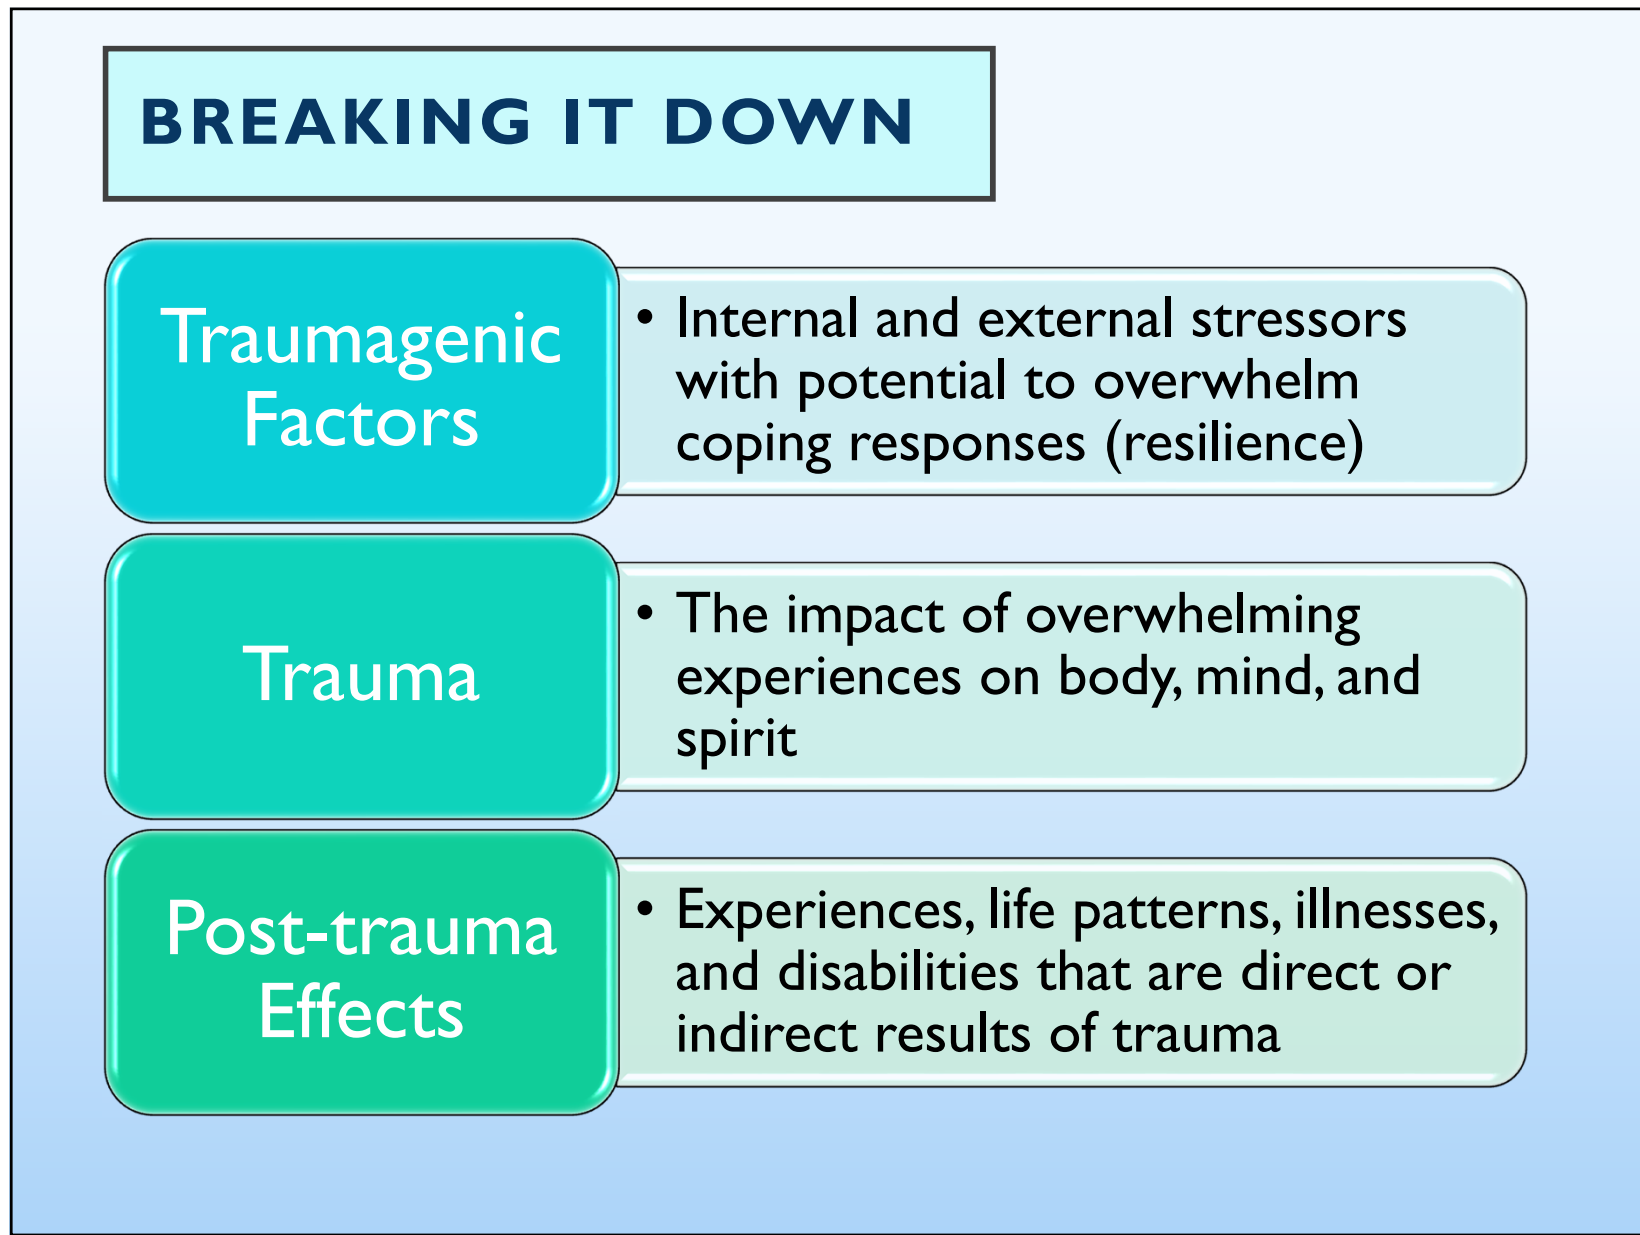 BREAKING IT DOWN
Traumagenic
Factors
• Internal and external stressors
with potential to overwhelm
coping responses (resilience)
Trauma
• The impact of overwhelming
experiences on body, mind, and
spirit
Post-trauma
Effects
• Experiences, life patterns, illnesses,
and disabilities that are direct or
indirect results of trauma